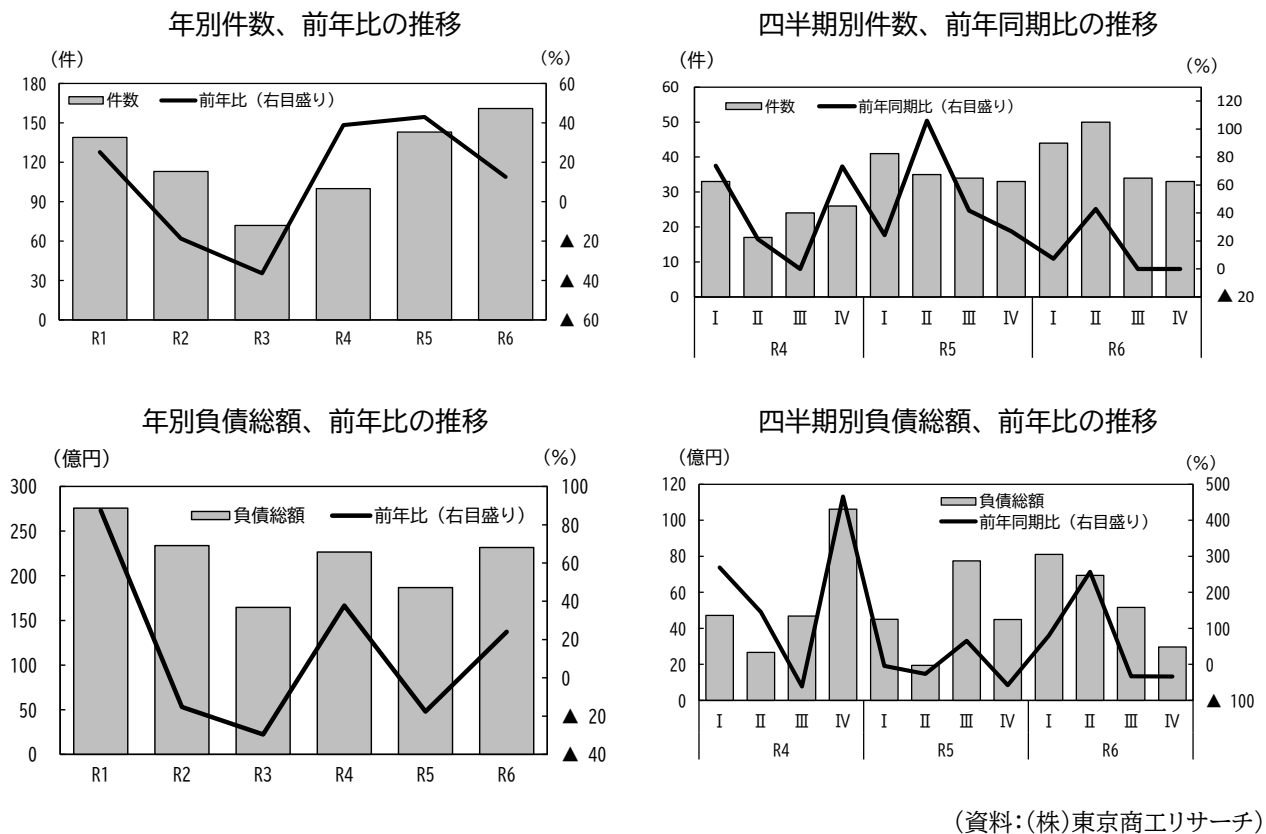 年別件数、前年比の推移
（件）
（%）
180
150
120
90
60
30
0
60
40
20
0
▲ 20
▲ 40
▲ 60
件数
前年比（右目盛り）
R1 R2 R3 R4 R5 R6
四半期別件数、前年同期比の推移
（件）
（%）
60
50
40
30
20
10
0
120
100
80
60
40
20
0
▲ 20
件数
前年同期比（右目盛り）
Ⅰ Ⅱ Ⅲ Ⅳ Ⅰ Ⅱ Ⅲ Ⅳ Ⅰ Ⅱ Ⅲ Ⅳ
R4 R5 R6
年別負債総額、前年比の推移
（億円）
（%）
300
250
200
150
100
50
0
100
80
60
40
20
0
▲ 20
▲ 40
負債総額
前年比（右目盛り）
R1 R2 R3 R4 R5 R6
四半期別負債総額、前年比の推移
（億円）
（%）
120
100
80
60
40
20
0
500
400
300
200
100
0
▲ 100
負債総額
前年同期比（右目盛り）
Ⅰ Ⅱ Ⅲ Ⅳ Ⅰ Ⅱ Ⅲ Ⅳ Ⅰ Ⅱ Ⅲ Ⅳ
R4 R5 R6
（資料：（株）東京商工リサーチ）